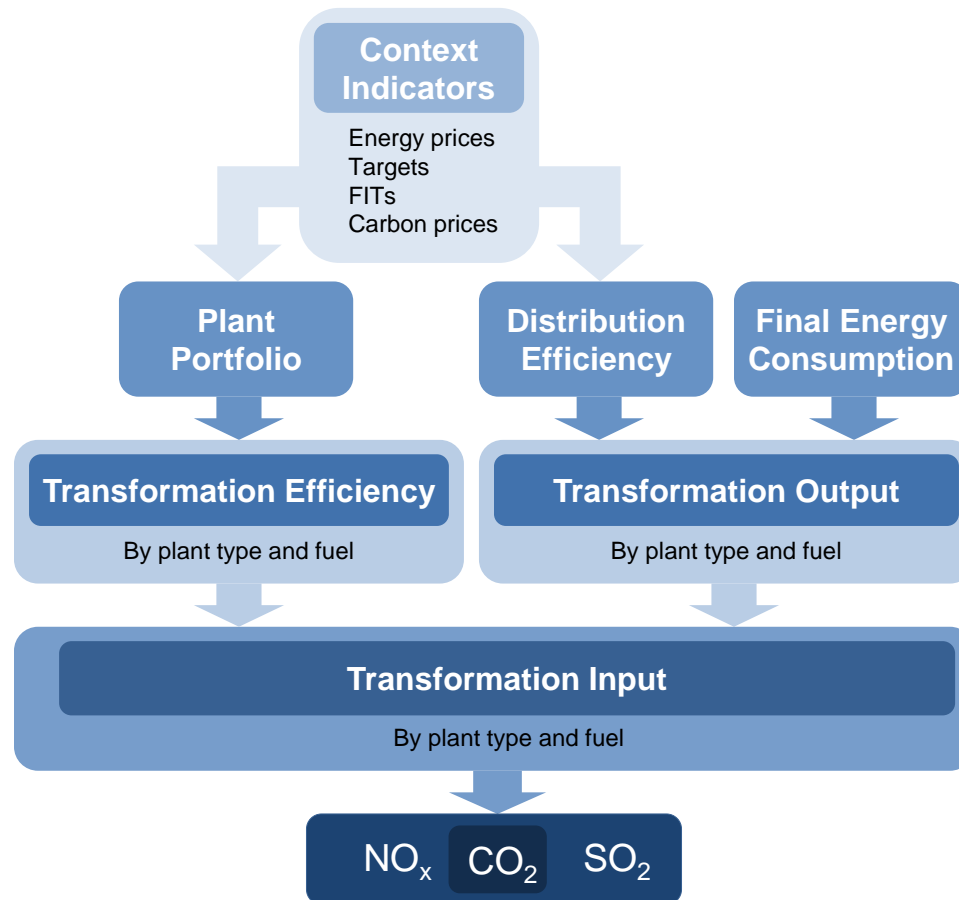 Context
Indicators
Energy prices
Targets
FITs
Carbon prices
Plant
Portfolio
Distribution
Efficiency
Final Energy
Consumption
Transformation Efficiency
By plant type and fuel
Transformation Output
By plant type and fuel
Transformation Input
By plant type and fuel
NOx CO2 SO2